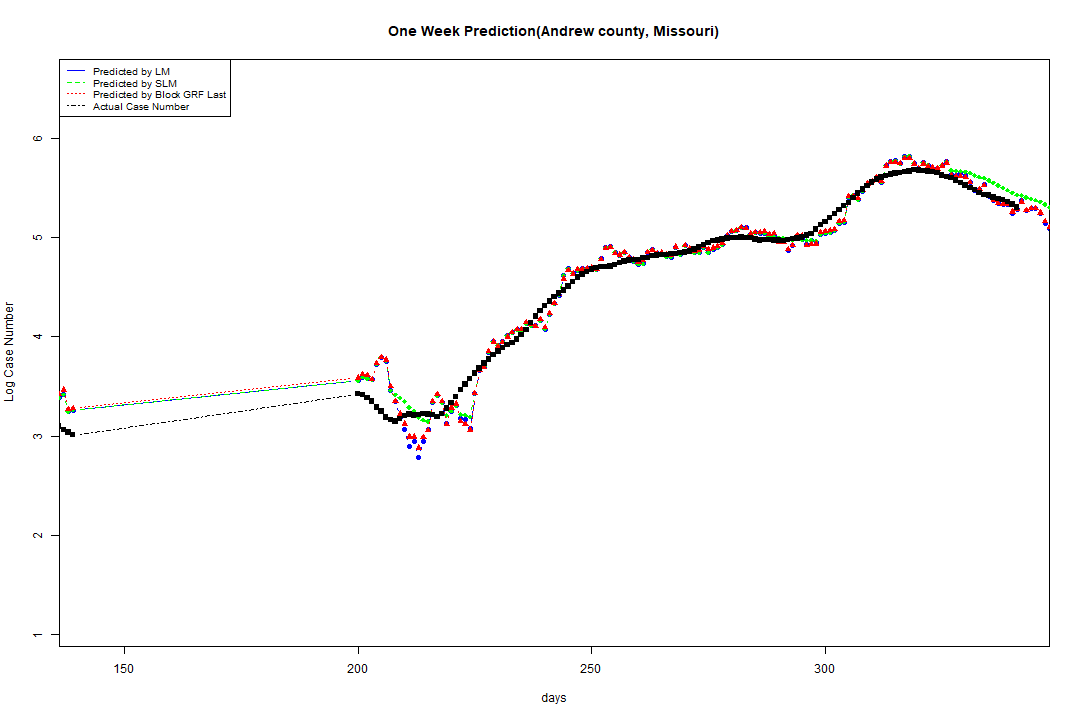 One Week Prediction(Andrew county, Missouri)
Predicted by LM
Predicted by SLM
Predicted by Block GRF Last
Actual Case Number
6
5
4
3
2
1
Log Case Number
150 200 250 300
days